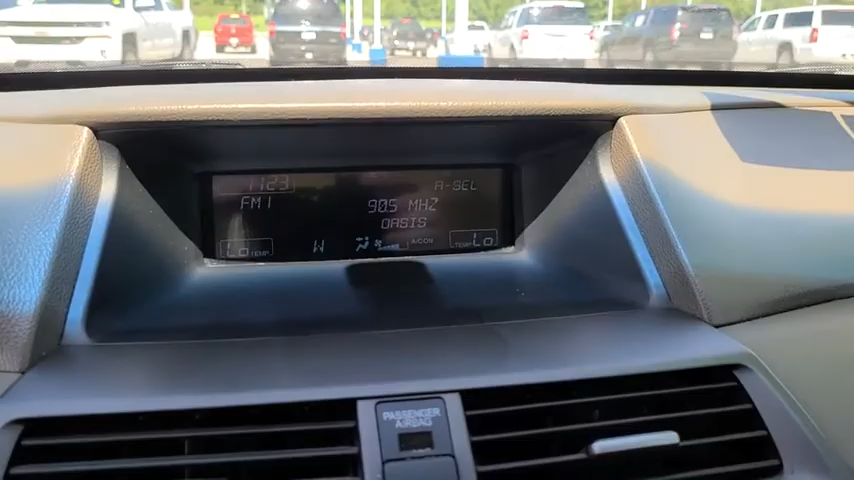 1123 A-SEL
FM1 905 MHZ
OASIS
Lo TEMP W A/CON TEMP Lo
PASSENGER
AIRBAG